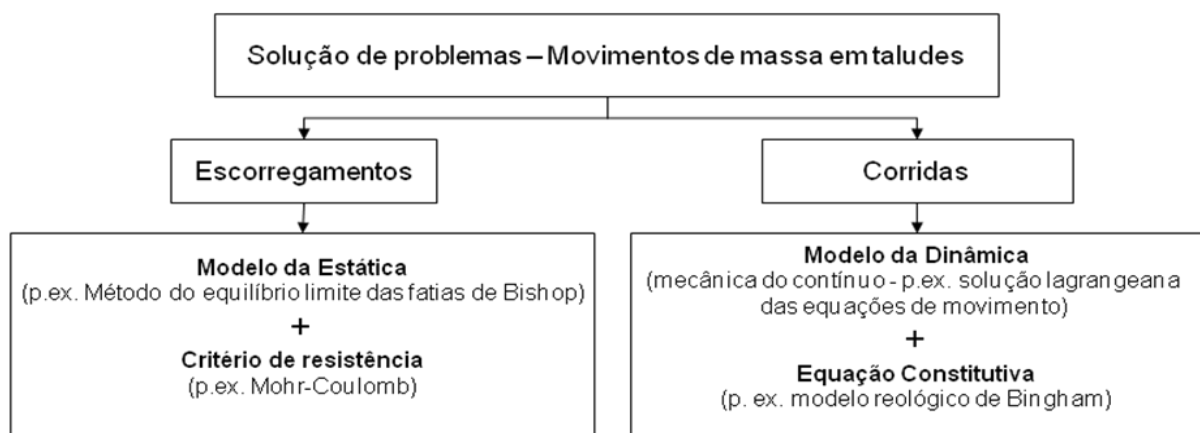 Solução de problemas – Movimentos de massa em taludes
Escorregamentos
Corridas
Modelo da Estática
(p.ex. Método do equilíbrio limite das fatias de Bishop)
+
Critério de resistência
(p.ex. Mohr-Coulomb)
Modelo da Dinâmica
(mecânica do contínuo - p.ex. solução lagrangeana
das equações de movimento)
+
Equação Constitutiva
(p. ex. modelo reológico de Bingham)